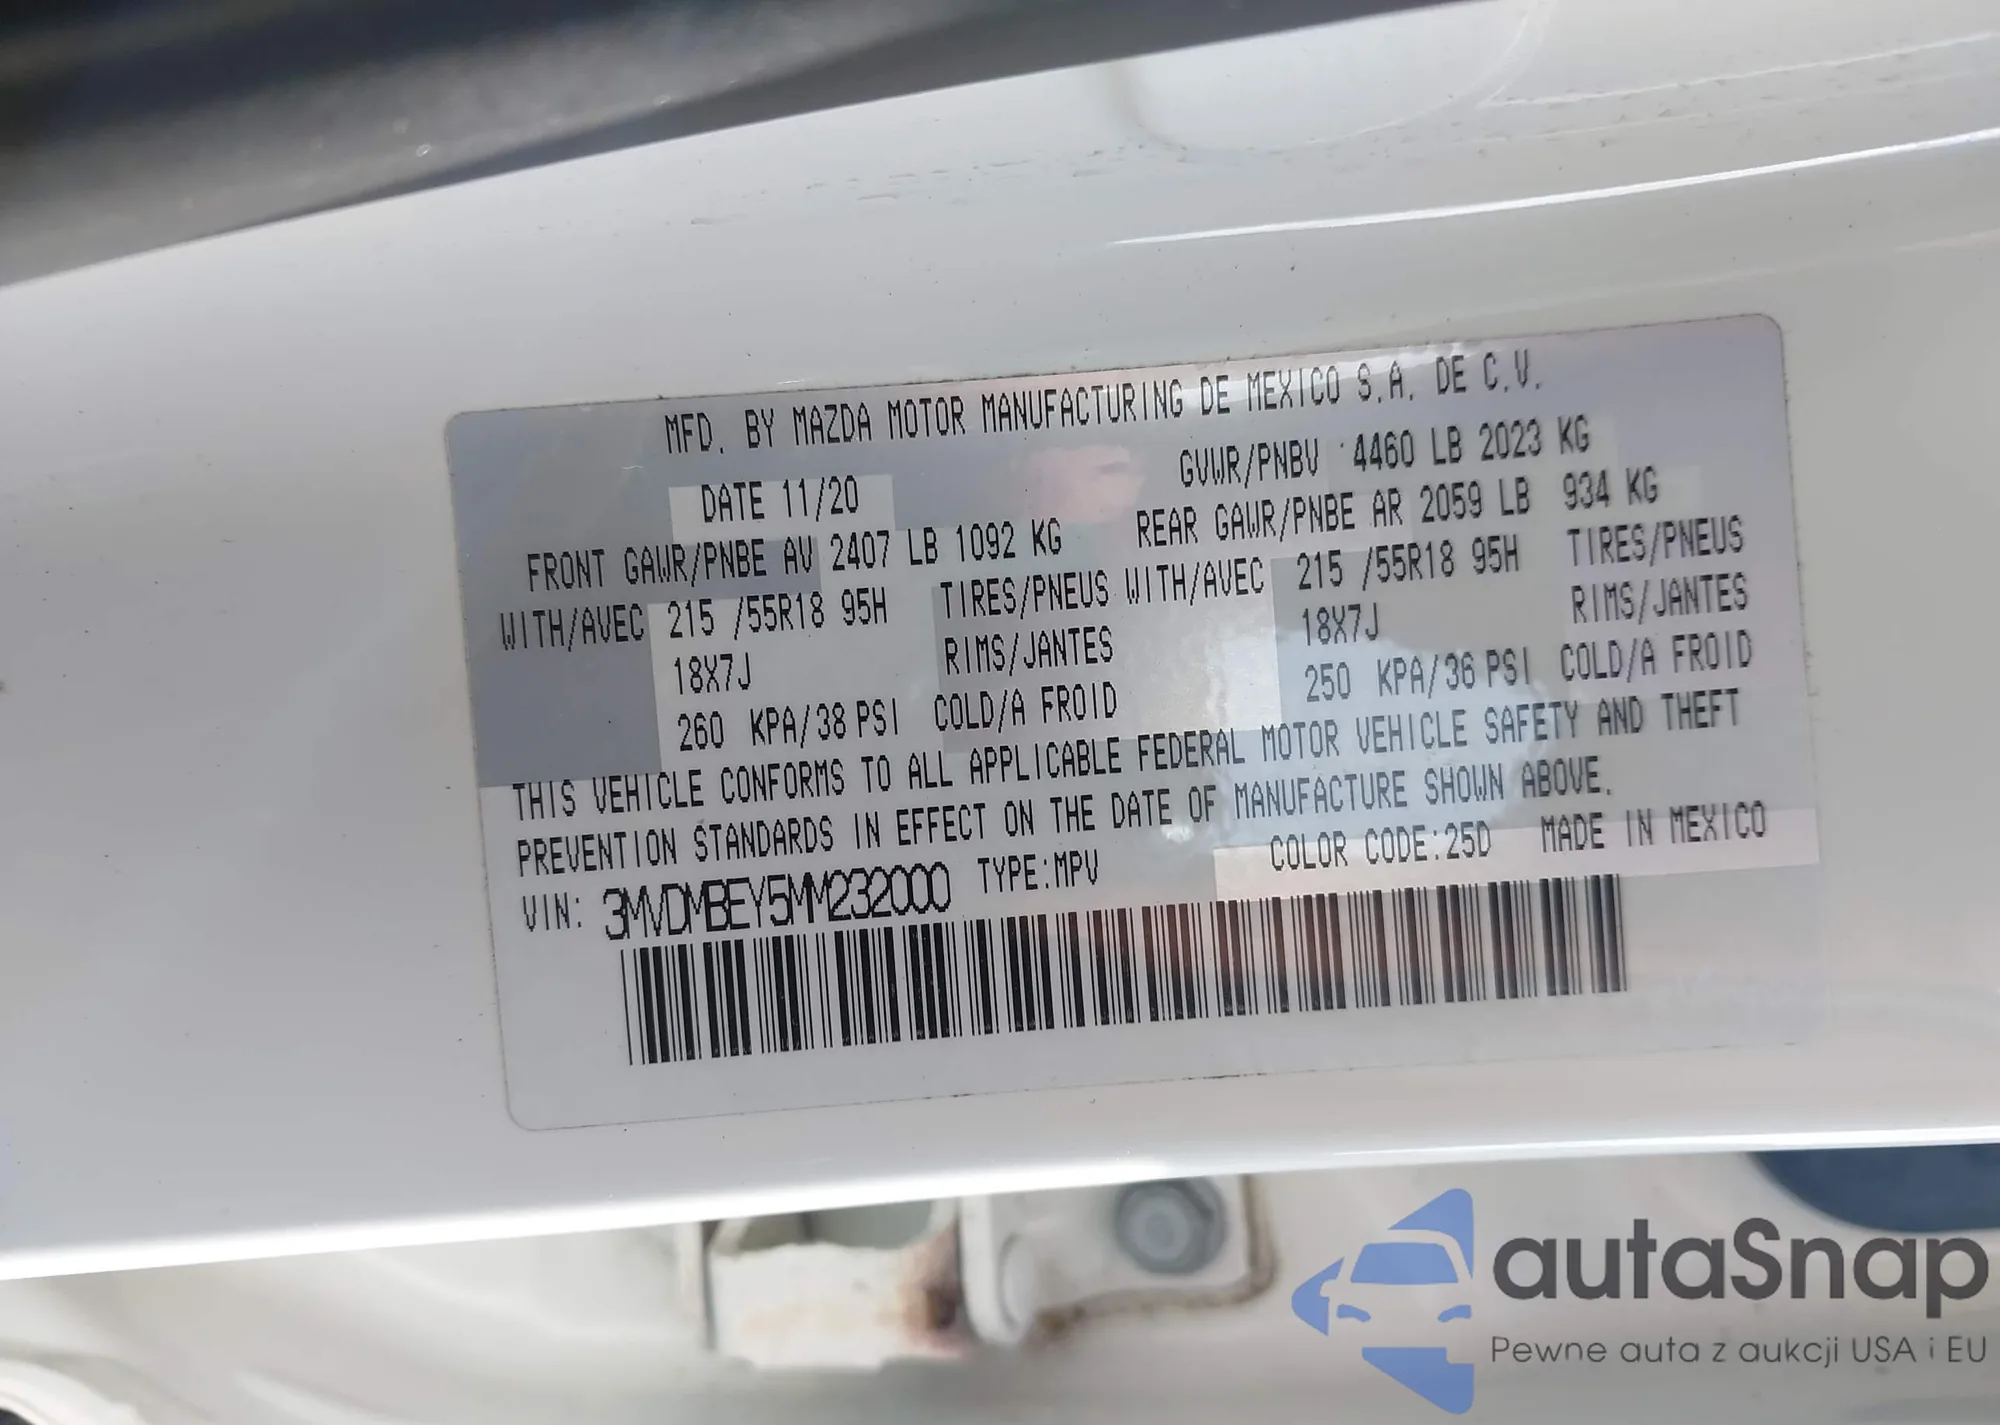 MFD. BY MAZDA MOTOR MANUFACTURING DE MEXICO S.A. DE C.V.
DATE 11/20 GVWR/PNBV 4460 LB 2023 KG
FRONT GAWR/PNBE AV 2407 LB 1092 KG REAR GAWR/PNBE AR 2059 LB 934 KG
WITH/AVEC 215 /55R18 95H TIRES/PNEUS WITH/AVEC 215 /55R18 95H TIRES/PNEUS
18X7J RIMS/JANTES 18X7J RIMS/JANTES
260 KPA/38 PSI COLD/A FROID 250 KPA/36 PSI COLD/A FROID
THIS VEHICLE CONFORMS TO ALL APPLICABLE FEDERAL MOTOR VEHICLE SAFETY AND THEFT
PREVENTION STANDARDS IN EFFECT ON THE DATE OF MANUFACTURE SHOWN ABOVE.
VIN: 3MVDMBEY5MM232000 TYPE:MPV COLOR CODE:25D MADE IN MEXICO
autaSnap
Pewne auta z aukcji USA i EU